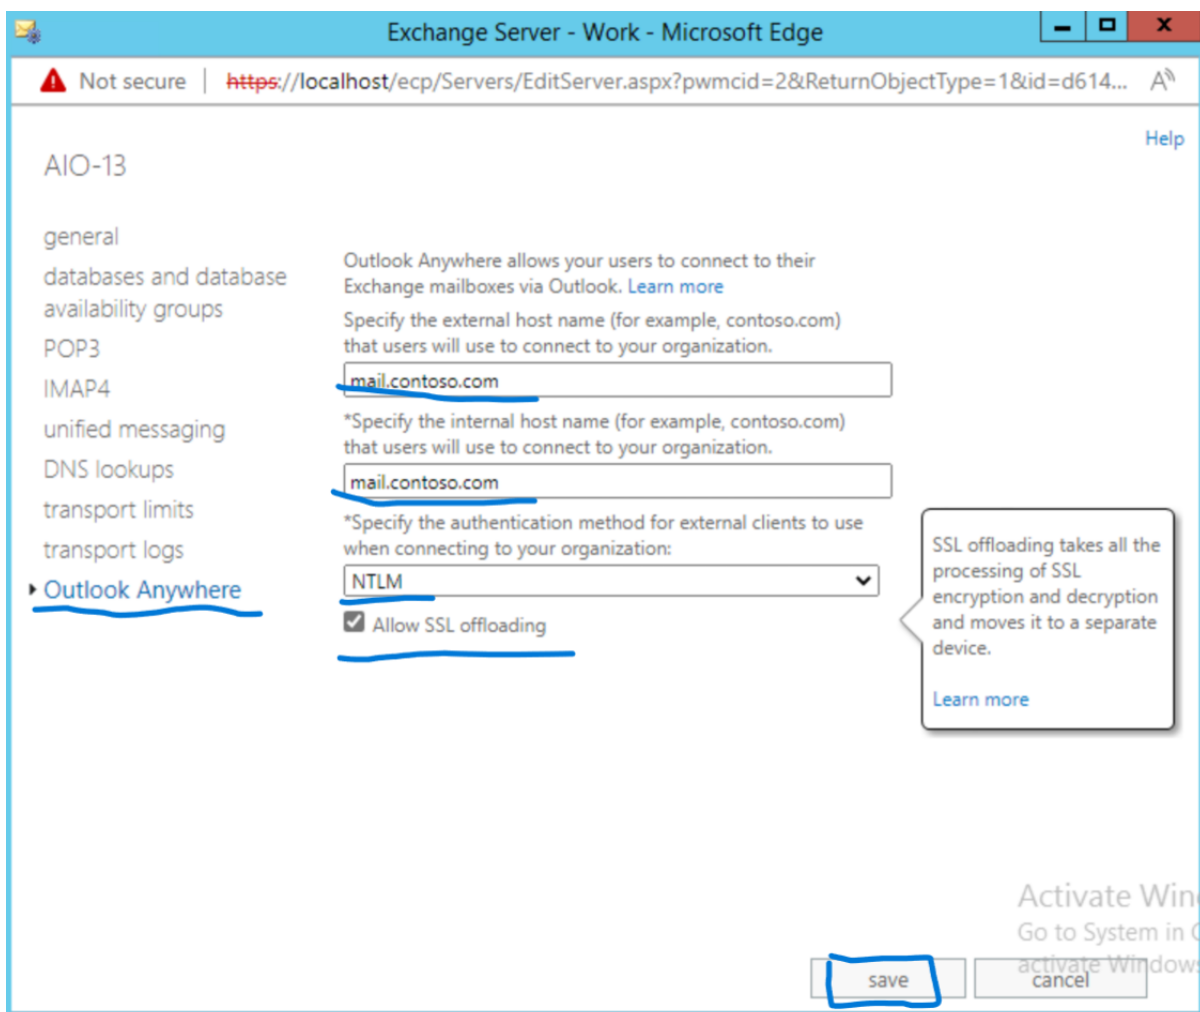 Exchange Server - Work - Microsoft Edge
Not secure | https://localhost/ecp/Servers/EditServer.aspx?pwmcid=2&ReturnObjectType=1&id=d614...
Help
AIO-13
general
databases and database
availability groups
POP3
IMAP4
unified messaging
DNS lookups
transport limits
transport logs
Outlook Anywhere
Outlook Anywhere allows your users to connect to their
Exchange mailboxes via Outlook. Learn more
Specify the external host name (for example, contoso.com)
that users will use to connect to your organization.
mail.contoso.com
*Specify the internal host name (for example, contoso.com)
that users will use to connect to your organization.
mail.contoso.com
*Specify the authentication method for external clients to use
when connecting to your organization:
NTLM
Allow SSL offloading
SSL offloading takes all the
processing of SSL
encryption and decryption
and moves it to a separate
device.
Learn more
Activate Win
Go to System in C
activate Windows
save
cancel